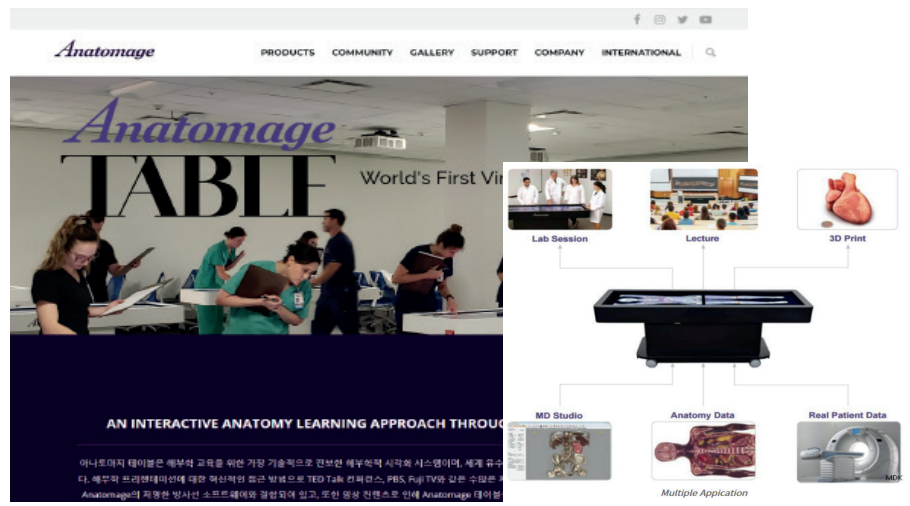 Anatomage
PRODUCTS COMMUNITY GALLERY SUPPORT COMPANY INTERNATIONAL
Anatomage
TABLE
World's First Vir
Lab Session Lecture 3D Print
AN INTERACTIVE ANATOMY LEARNING APPROACH THROUG
아나토마지 테이블은 해부학 교육을 위한 가장 기술적으로 진보한 해부학적 시각화 시스템이며, 세계 유수
다. 해부학 프리젠테이션에 대한 혁신적인 접근 방법으로 TED Talk 컨퍼런스, PBS, Fuji TV와 같은 수많은
Anatomage의 저명한 방사선 소프트웨어와 결합되어 있고, 또한 임상 컨텐츠로 인해 Anatomage 테이블
MD Studio Anatomy Data Real Patient Data
MDK
Multiple Appication